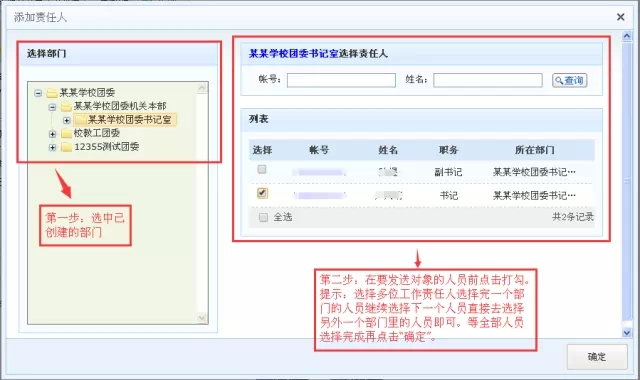 添加责任人
选择部门
某某学校团委
某某学校团委机关本部
某某学校团委书记室
校教工团委
12355测试团委
第一步：选中已
创建的部门
某某学校团委书记室选择责任人
帐号：
姓名：
查询
列表
选择 帐号 姓名 职务 所在部门
副书记 某某学校团委书记…
书记 某某学校团委书记…
全选 共2条记录
第二步：在要发送对象的人员前点击打勾。
提示：选择多位工作责任人选择完一个部
门的人员继续选择下一个人员直接去选择
另外一个部门里的人员即可。等全部人员
选择完成再点击“确定”。
确定